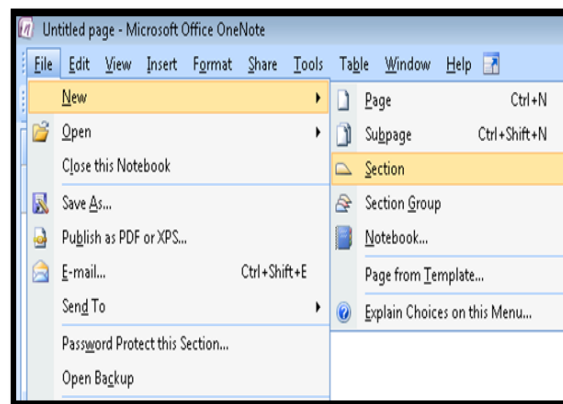 Untitled page - Microsoft Office OneNote
File Edit View Insert Format Share Tools Table Window Help
New
Open
Close this Notebook
Save As...
Publish as PDF or XPS...
E-mail... Ctrl+Shift+E
Send To
Password Protect this Section...
Open Backup
Page Ctrl+N
Subpage Ctrl+Shift+N
Section
Section Group
Notebook...
Page from Template...
Explain Choices on this Menu...